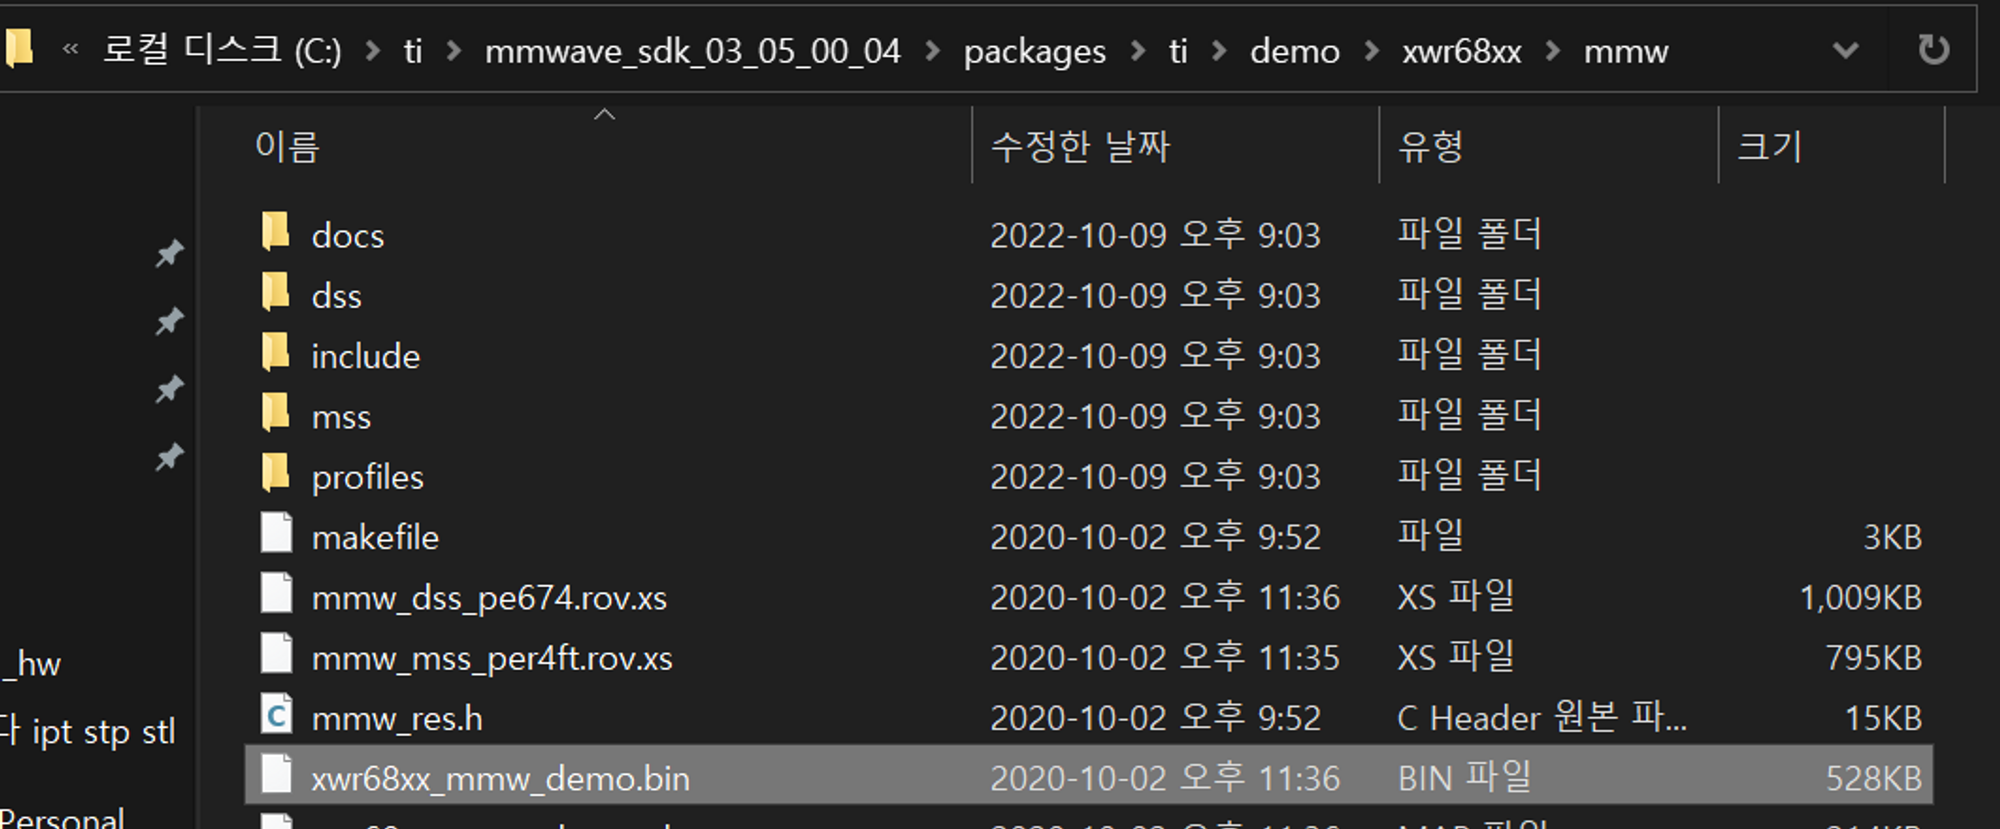 « 로컬 디스크 (C:) > ti > mmwave_sdk_03_05_00_04 > packages > ti > demo > xwr68xx > mmw
이름 수정한 날짜 유형 크기
docs 2022-10-09 오후 9:03 파일 폴더
dss 2022-10-09 오후 9:03 파일 폴더
include 2022-10-09 오후 9:03 파일 폴더
mss 2022-10-09 오후 9:03 파일 폴더
profiles 2022-10-09 오후 9:03 파일 폴더
makefile 2020-10-02 오후 9:52 파일 3KB
mmw_dss_pe674.rov.xs 2020-10-02 오후 11:36 XS 파일 1,009KB
mmw_mss_per4ft.rov.xs 2020-10-02 오후 11:35 XS 파일 795KB
_hw
mmw_res.h 2020-10-02 오후 9:52 C Header 원본 파... 15KB
ipt stp stl
xwr68xx_mmw_demo.bin 2020-10-02 오후 11:36 BIN 파일 528KB
Personal